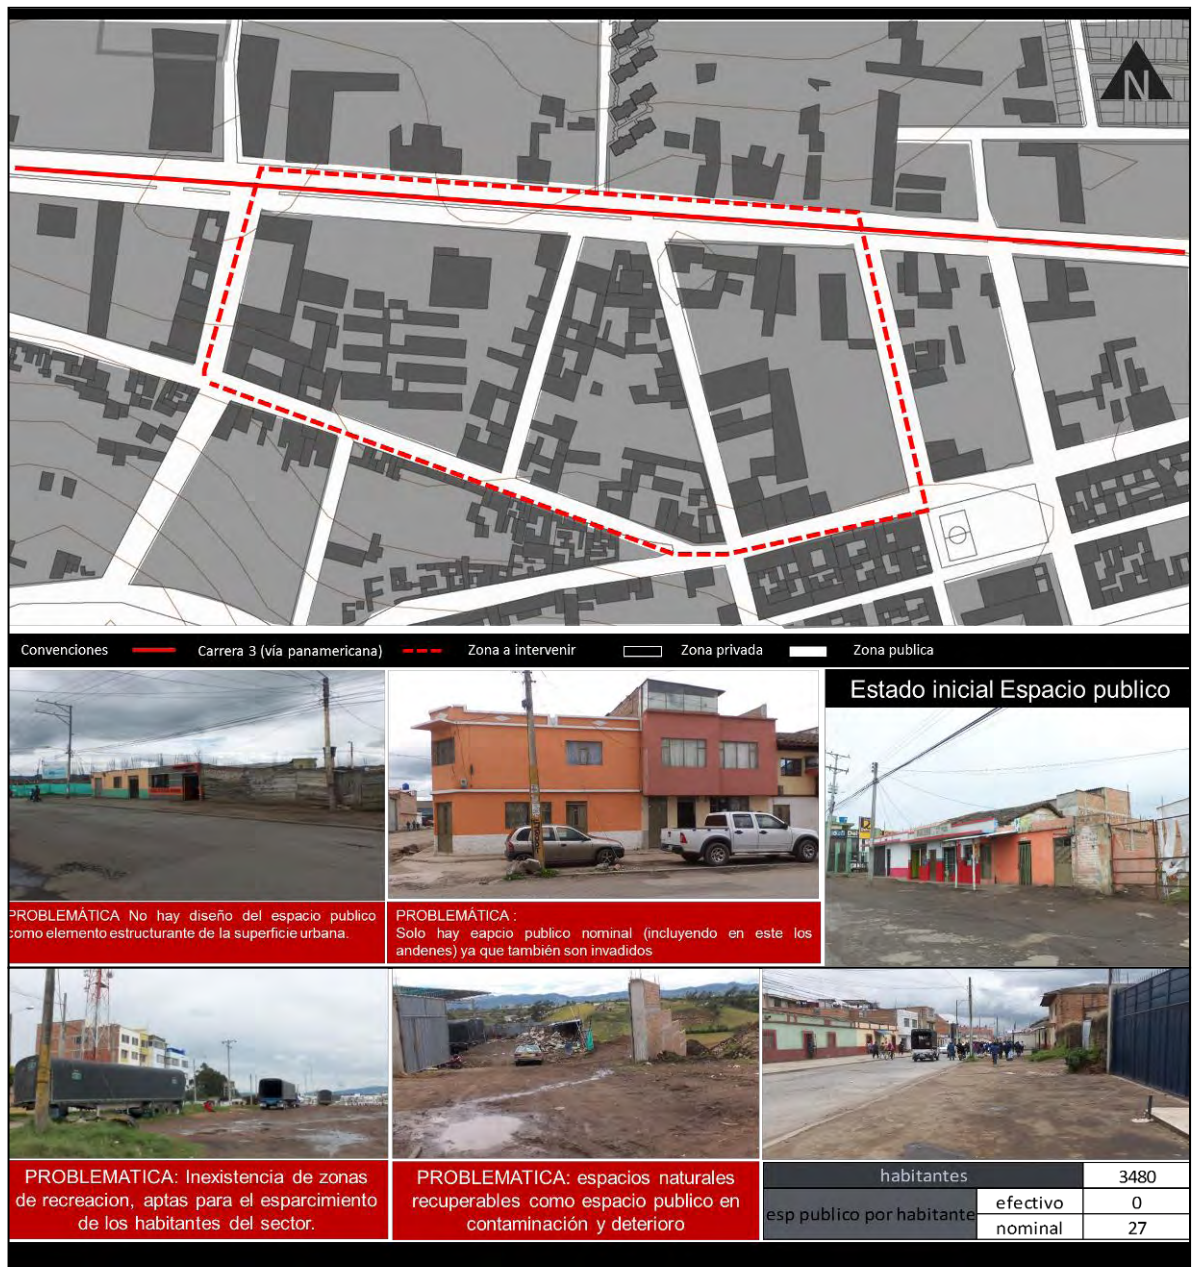 N
Convenciones Carrera 3 (vía panamericana) Zona a intervenir Zona privada Zona publica
Estado inicial Espacio publico
PROBLEMÁTICA No hay diseño del espacio publico
como elemento estructurante de la superficie urbana.
PROBLEMÁTICA :
Solo hay eapcio publico nominal (incluyendo en este los
andenes) ya que también son invadidos
PROBLEMATICA: Inexistencia de zonas
de recreacion, aptas para el esparcimiento
de los habitantes del sector.
PROBLEMATICA: espacios naturales
recuperables como espacio publico en
contaminación y deterioro
habitantes 3480
esp publico por habitante
efectivo 0
nominal 27